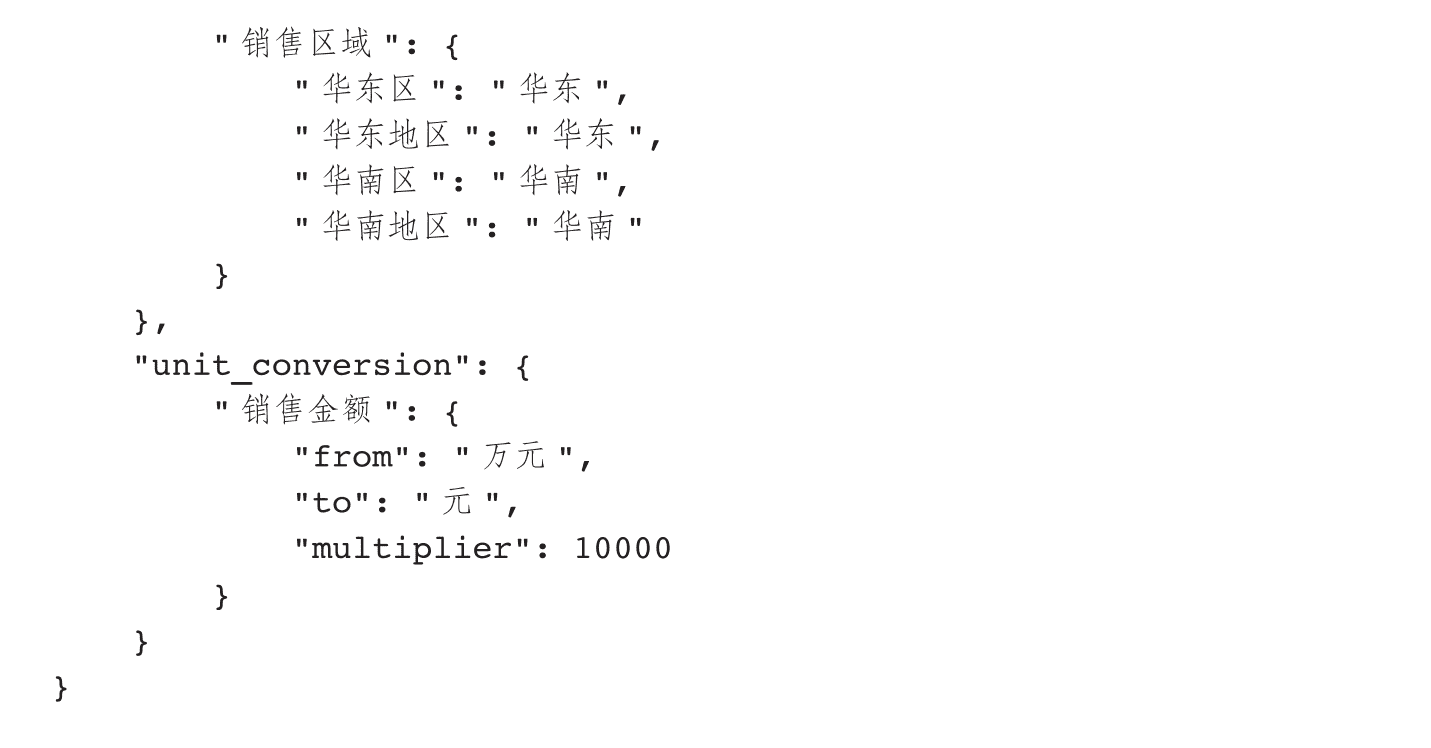 "销售区域": {
"华东区": "华东",
"华东地区": "华东",
"华南区": "华南",
"华南地区": "华南"
}
},
"unit_conversion": {
"销售金额": {
"from": "万元",
"to": "元",
"multiplier": 10000
}
}
}